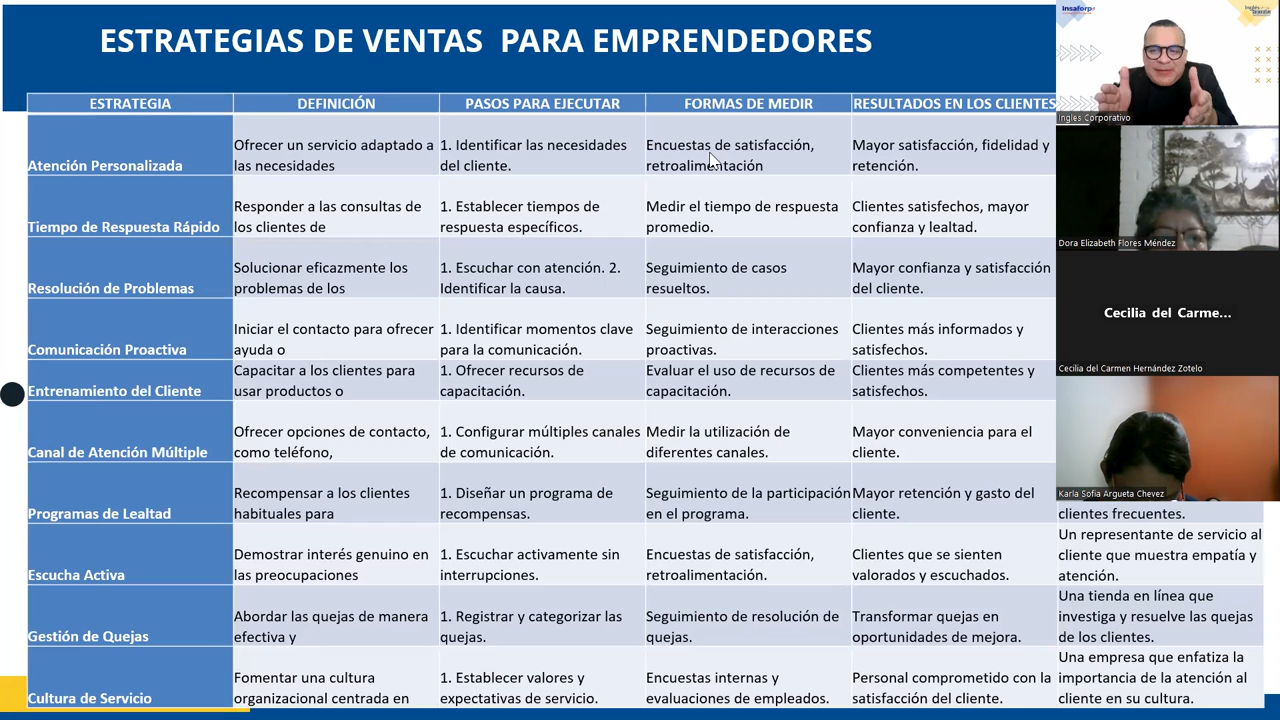 ESTRATEGIAS DE VENTAS PARA EMPRENDEDORES
ESTRATEGIA
DEFINICIÓN
PASOS PARA EJECUTAR
FORMAS DE MEDIR
RESULTADOS EN LOS CLIENTES
Atención Personalizada
Ofrecer un servicio adaptado a
las necesidades
1. Identificar las necesidades
del cliente.
Encuestas de satisfacción,
retroalimentación
Mayor satisfacción, fidelidad y
retención.
Tiempo de Respuesta Rápido
Responder a las consultas de
los clientes de
1. Establecer tiempos de
respuesta específicos.
Medir el tiempo de respuesta
promedio.
Clientes satisfechos, mayor
confianza y lealtad.
Resolución de Problemas
Solucionar eficazmente los
problemas de los
1. Escuchar con atención. 2.
Identificar la causa.
Seguimiento de casos
resueltos.
Mayor confianza y satisfacción
del cliente.
Comunicación Proactiva
Iniciar el contacto para ofrecer
ayuda o
1. Identificar momentos clave
para la comunicación.
Seguimiento de interacciones
proactivas.
Clientes más informados y
satisfechos.
Entrenamiento del Cliente
Capacitar a los clientes para
usar productos o
1. Ofrecer recursos de
capacitación.
Evaluar el uso de recursos de
capacitación.
Clientes más competentes y
satisfechos.
Canal de Atención Múltiple
Ofrecer opciones de contacto,
como teléfono,
1. Configurar múltiples canales
de comunicación.
Medir la utilización de
diferentes canales.
Mayor conveniencia para el
cliente.
Programas de Lealtad
Recompensar a los clientes
habituales para
1. Diseñar un programa de
recompensas.
Seguimiento de la participación
en el programa.
Mayor retención y gasto del
cliente.
clientes frecuentes.
Escucha Activa
Demostrar interés genuino en
las preocupaciones
1. Escuchar activamente sin
interrupciones.
Encuestas de satisfacción,
retroalimentación.
Clientes que se sienten
valorados y escuchados.
Un representante de servicio al
cliente que muestra empatía y
atención.
Gestión de Quejas
Abordar las quejas de manera
efectiva y
1. Registrar y categorizar las
quejas.
Seguimiento de resolución de
quejas.
Transformar quejas en
oportunidades de mejora.
Una tienda en línea que
investiga y resuelve las quejas
de los clientes.
Cultura de Servicio
Fomentar una cultura
organizacional centrada en
1. Establecer valores y
expectativas de servicio.
Encuestas internas y
evaluaciones de empleados.
Personal comprometido con la
satisfacción del cliente.
Una empresa que enfatiza la
importancia de la atención al
cliente en su cultura.
Insaforp
Ingles Corporativo
Dora Elizabeth Flores Méndez
Cecilia del Carme...
Cecilia del Carmen Hernández Zotelo
Karla Sofia Argueta Chevez